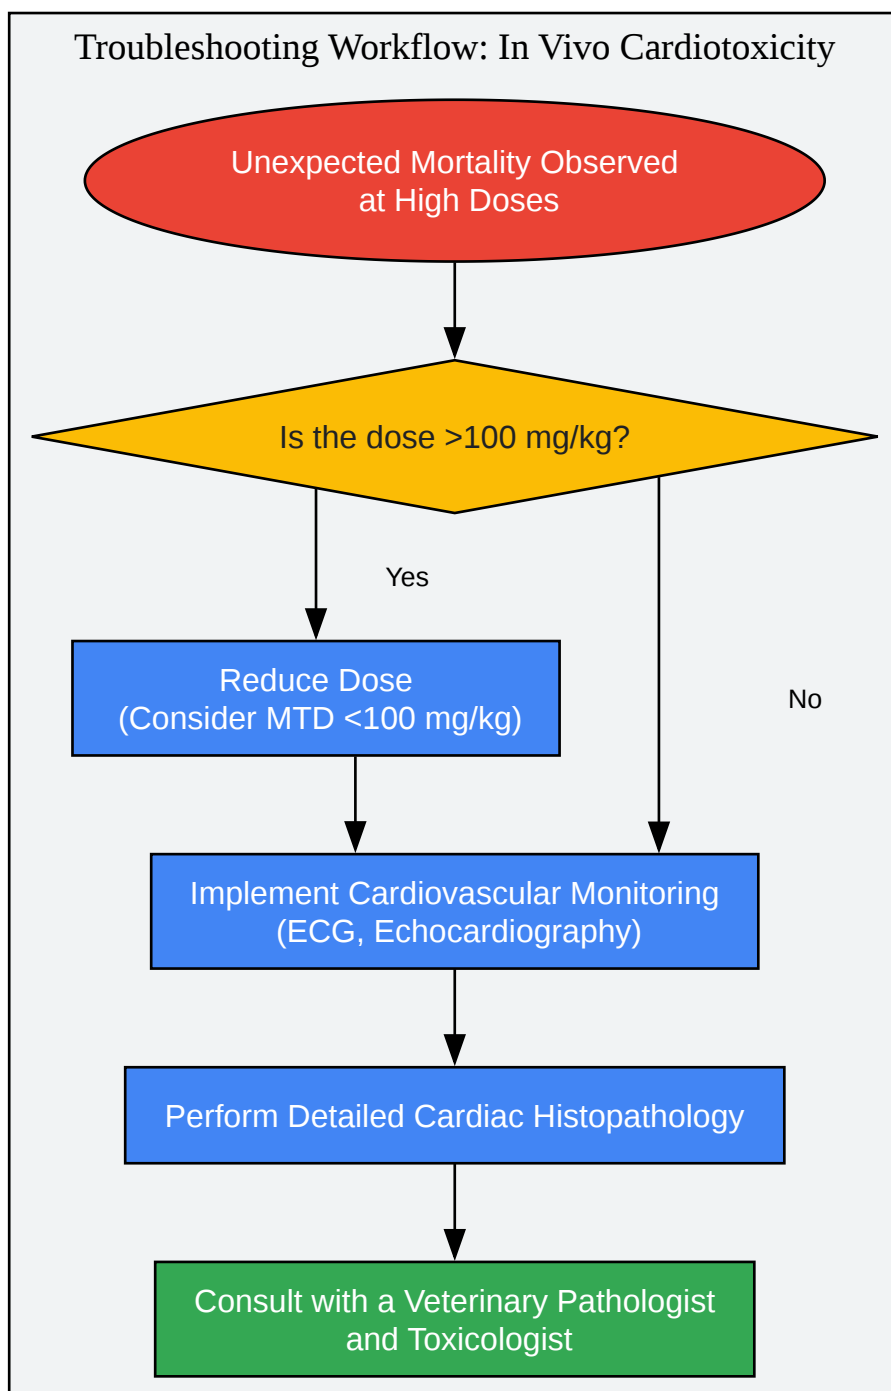 Troubleshooting Workflow: In Vivo Cardiotoxicity
Unexpected Mortality Observed
at High Doses
Is the dose >100 mg/kg?
Yes
Reduce Dose
(Consider MTD <100 mg/kg)
No
Implement Cardiovascular Monitoring
(ECG, Echocardiography)
Perform Detailed Cardiac Histopathology
Consult with a Veterinary Pathologist
and Toxicologist